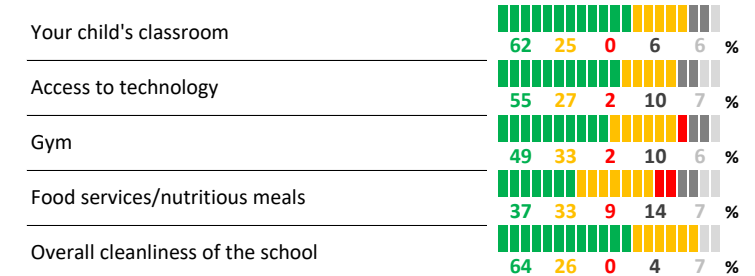 Your child's classroom
62 25 0 6 6 %
Access to technology
55 27 2 10 7 %
Gym
49 33 2 10 6 %
Food services/nutritious meals
37 33 9 14 7 %
Overall cleanliness of the school
64 26 0 4 7 %